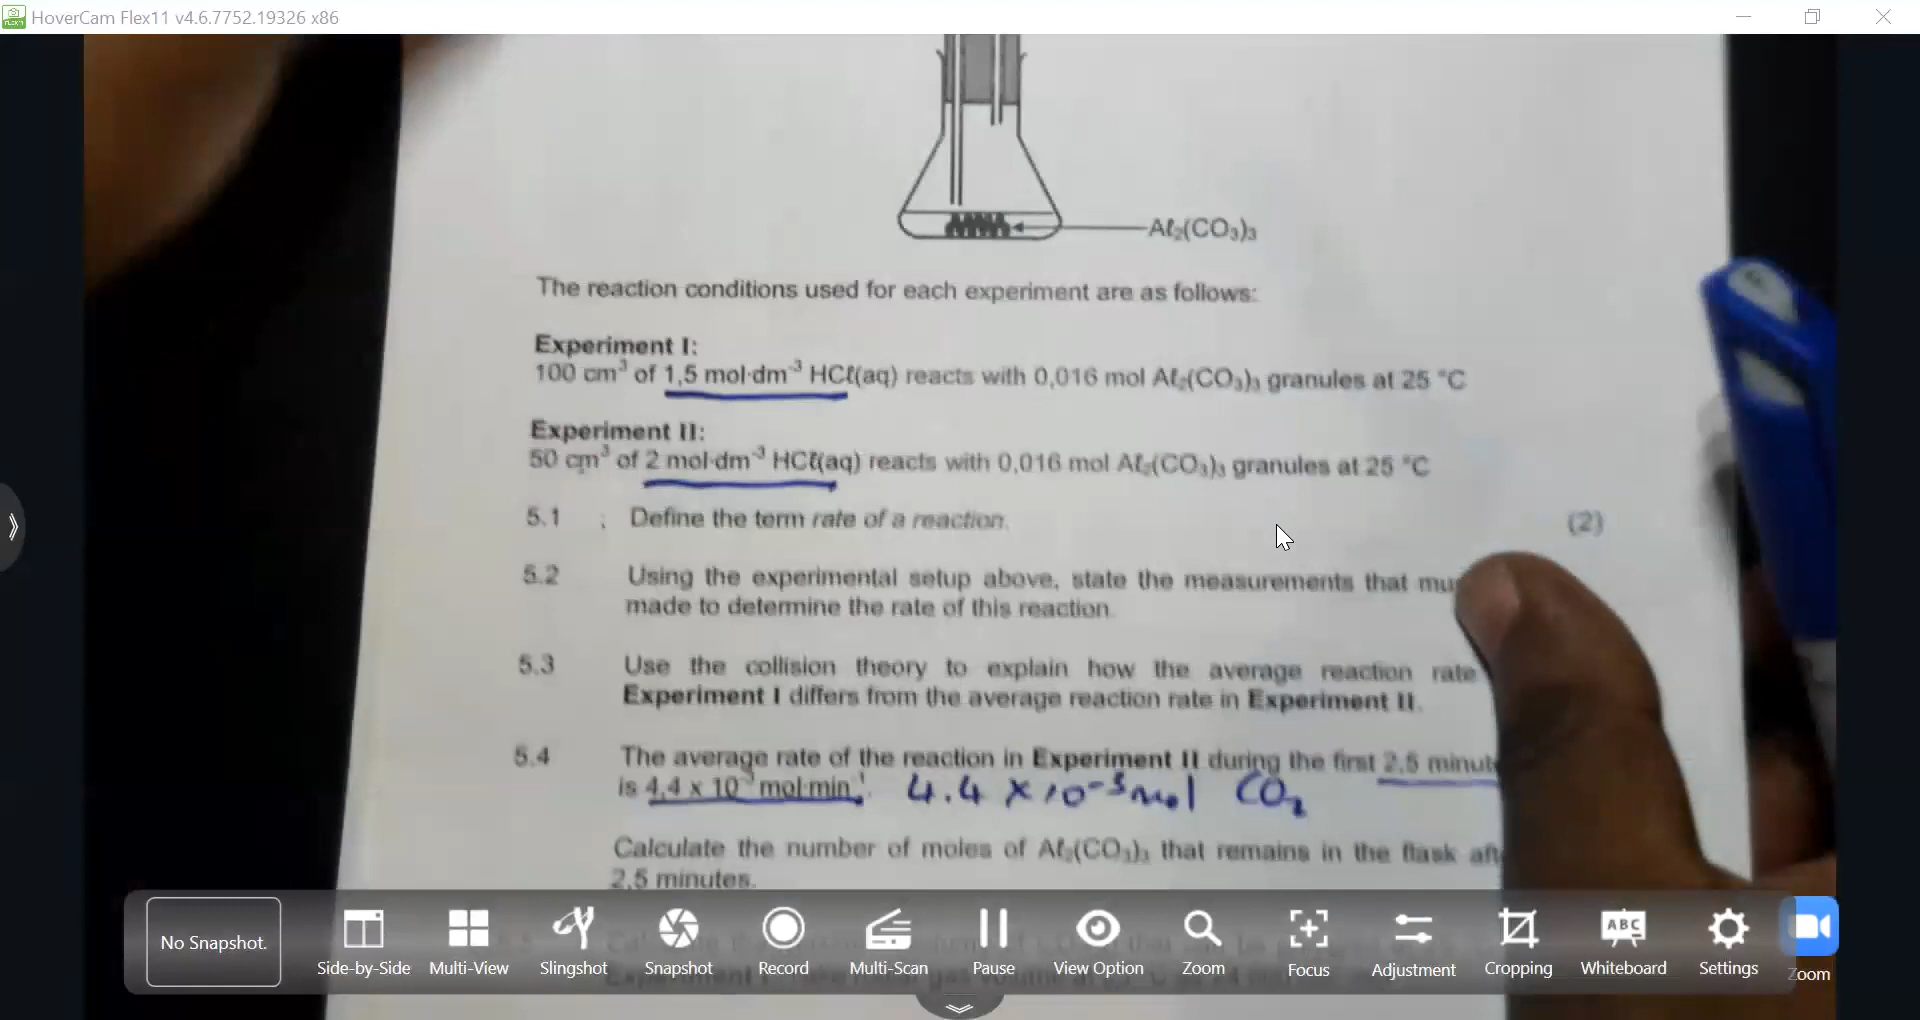 HoverCam Flex11 v4.6.7752.19326 x86
Aℓ₂(CO₃)₃
The reaction conditions used for each experiment are as follows:
Experiment I:
100 cm³ of 1,5 mol·dm⁻³ HCℓ(aq) reacts with 0,016 mol Aℓ₂(CO₃)₃ granules at 25 °C
Experiment II:
50 cm³ of 2 mol·dm⁻³ HCℓ(aq) reacts with 0,016 mol Aℓ₂(CO₃)₃ granules at 25 °C
5.1 Define the term rate of a reaction. (2)
5.2 Using the experimental setup above, state the measurements that
made to determine the rate of this reaction.
5.3 Use the collision theory to explain how the average reaction rate
Experiment I differs from the average reaction rate in Experiment II.
5.4 The average rate of the reaction in Experiment II during the first 2,5
is 4,4 x 10⁻³ mol·min⁻¹. 4.4 x 10⁻³ mol CO₂
Calculate the number of moles of Aℓ₂(CO₃)₃ that remains in the flask
2,5 minutes.
No Snapshot.
Side-by-Side Multi-View Slingshot Snapshot Record Multi-Scan Pause View Option Zoom Focus Adjustment Cropping ABC Whiteboard Settings Zoom